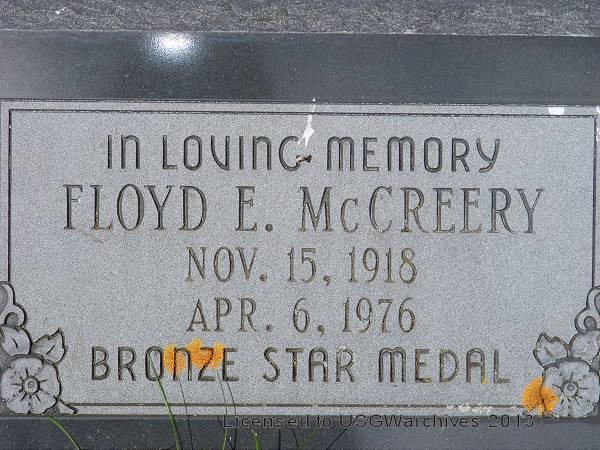 IN LOVING MEMORY
FLOYD E. McCREERY
NOV. 15, 1918
APR. 6, 1976
BRONZE STAR MEDAL
Licensed to USGWarchives 2013